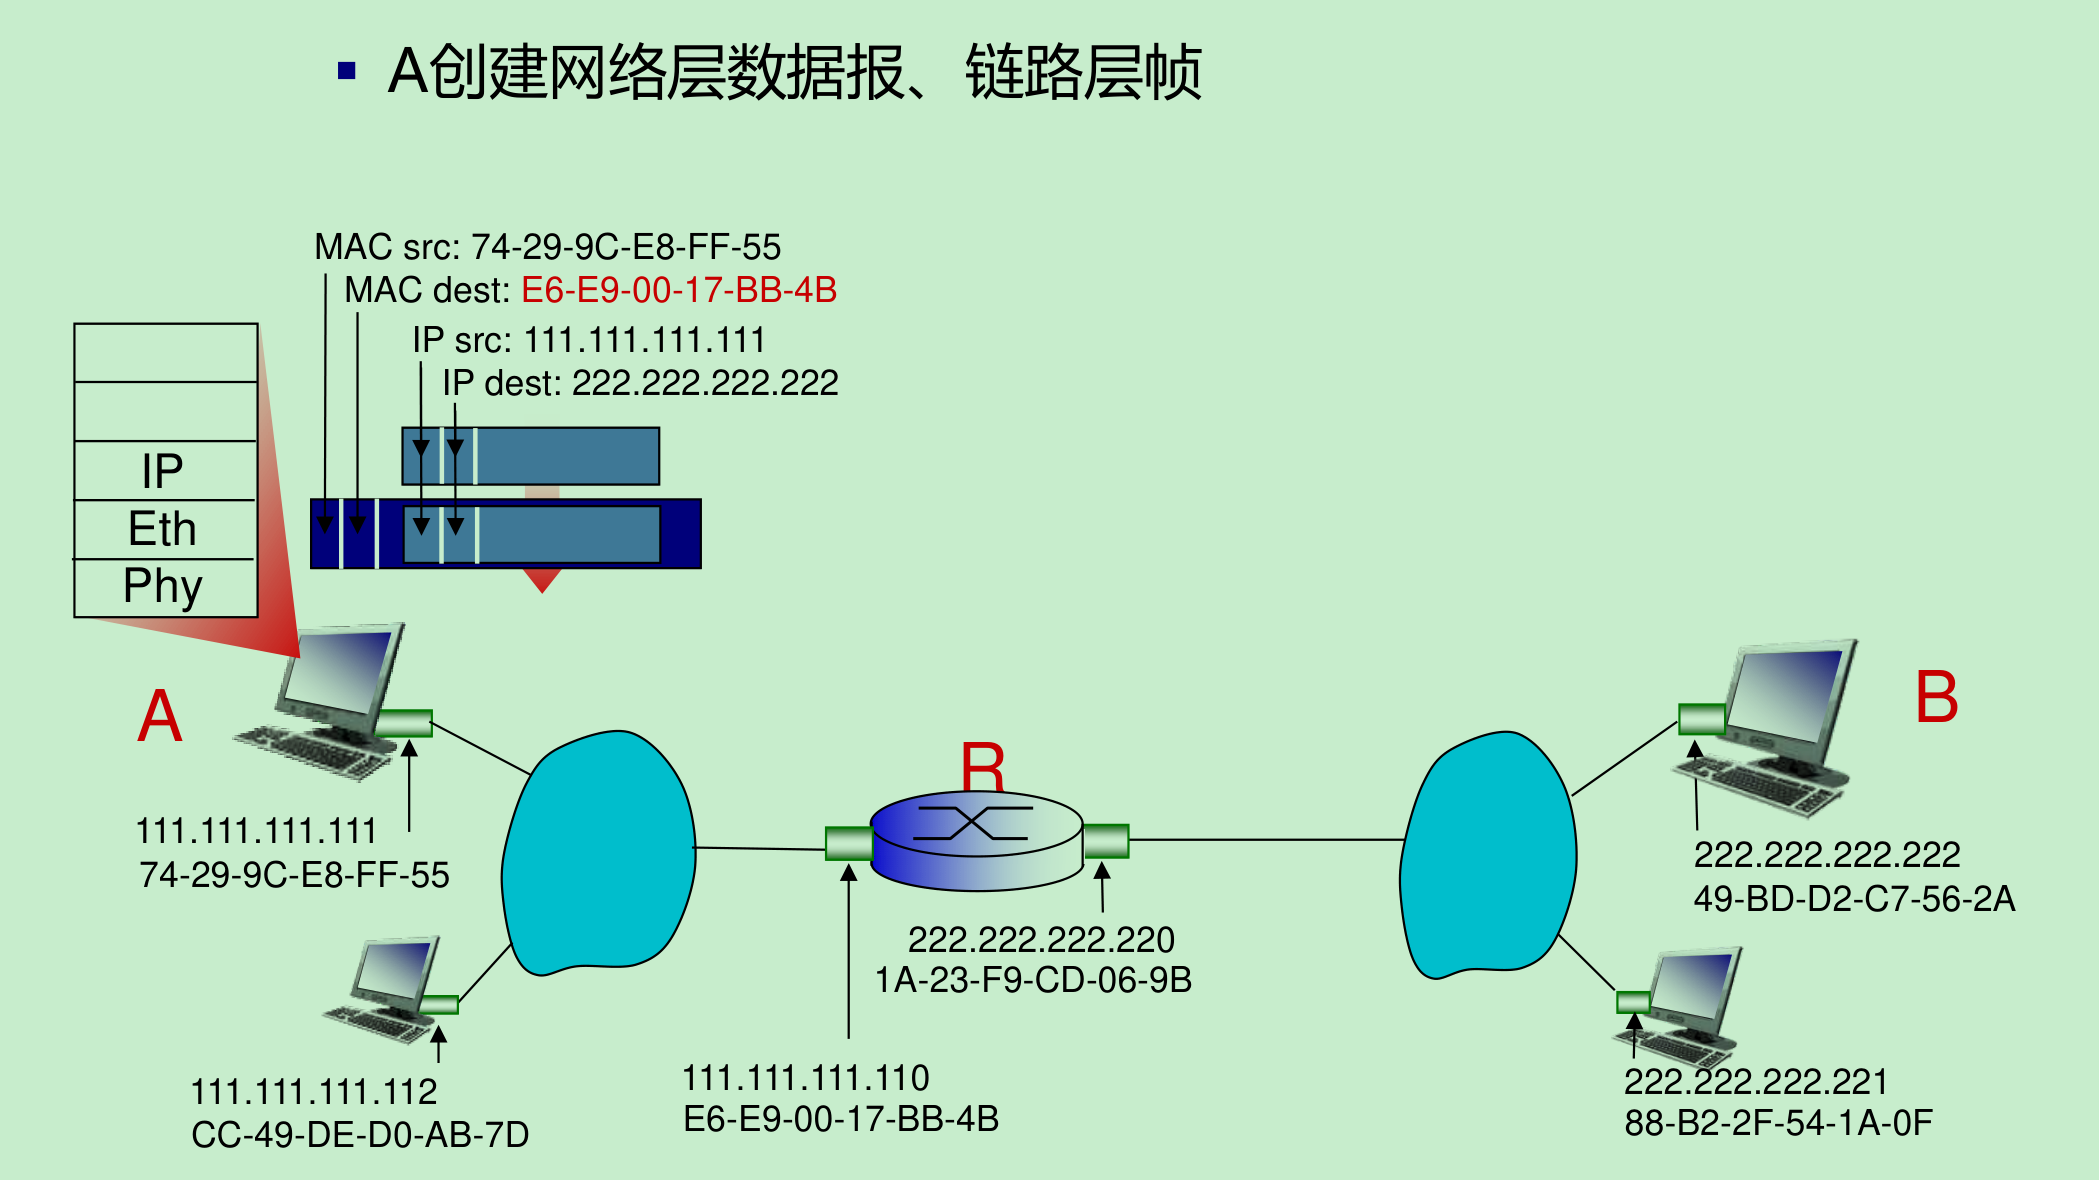 A创建网络层数据报、链路层帧
MAC src: 74-29-9C-E8-FF-55
MAC dest: E6-E9-00-17-BB-4B
IP src: 111.111.111.111
IP dest: 222.222.222.222
IP
Eth
Phy
A
B
R
111.111.111.111
74-29-9C-E8-FF-55
222.222.222.222
49-BD-D2-C7-56-2A
222.222.222.220
1A-23-F9-CD-06-9B
111.111.111.112
CC-49-DE-D0-AB-7D
111.111.111.110
E6-E9-00-17-BB-4B
222.222.222.221
88-B2-2F-54-1A-0F